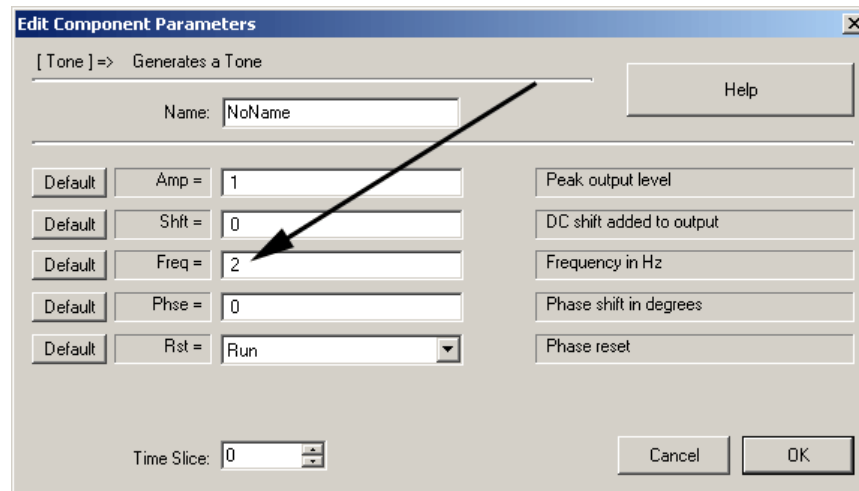 Edit Component Parameters
[ Tone ] => Generates a Tone
Help
Name: NoName
Default Amp = 1 Peak output level
Default Shft = 0 DC shift added to output
Default Freq = 2 Frequency in Hz
Default Phse = 0 Phase shift in degrees
Default Rst = Run Phase reset
Time Slice: 0 Cancel OK